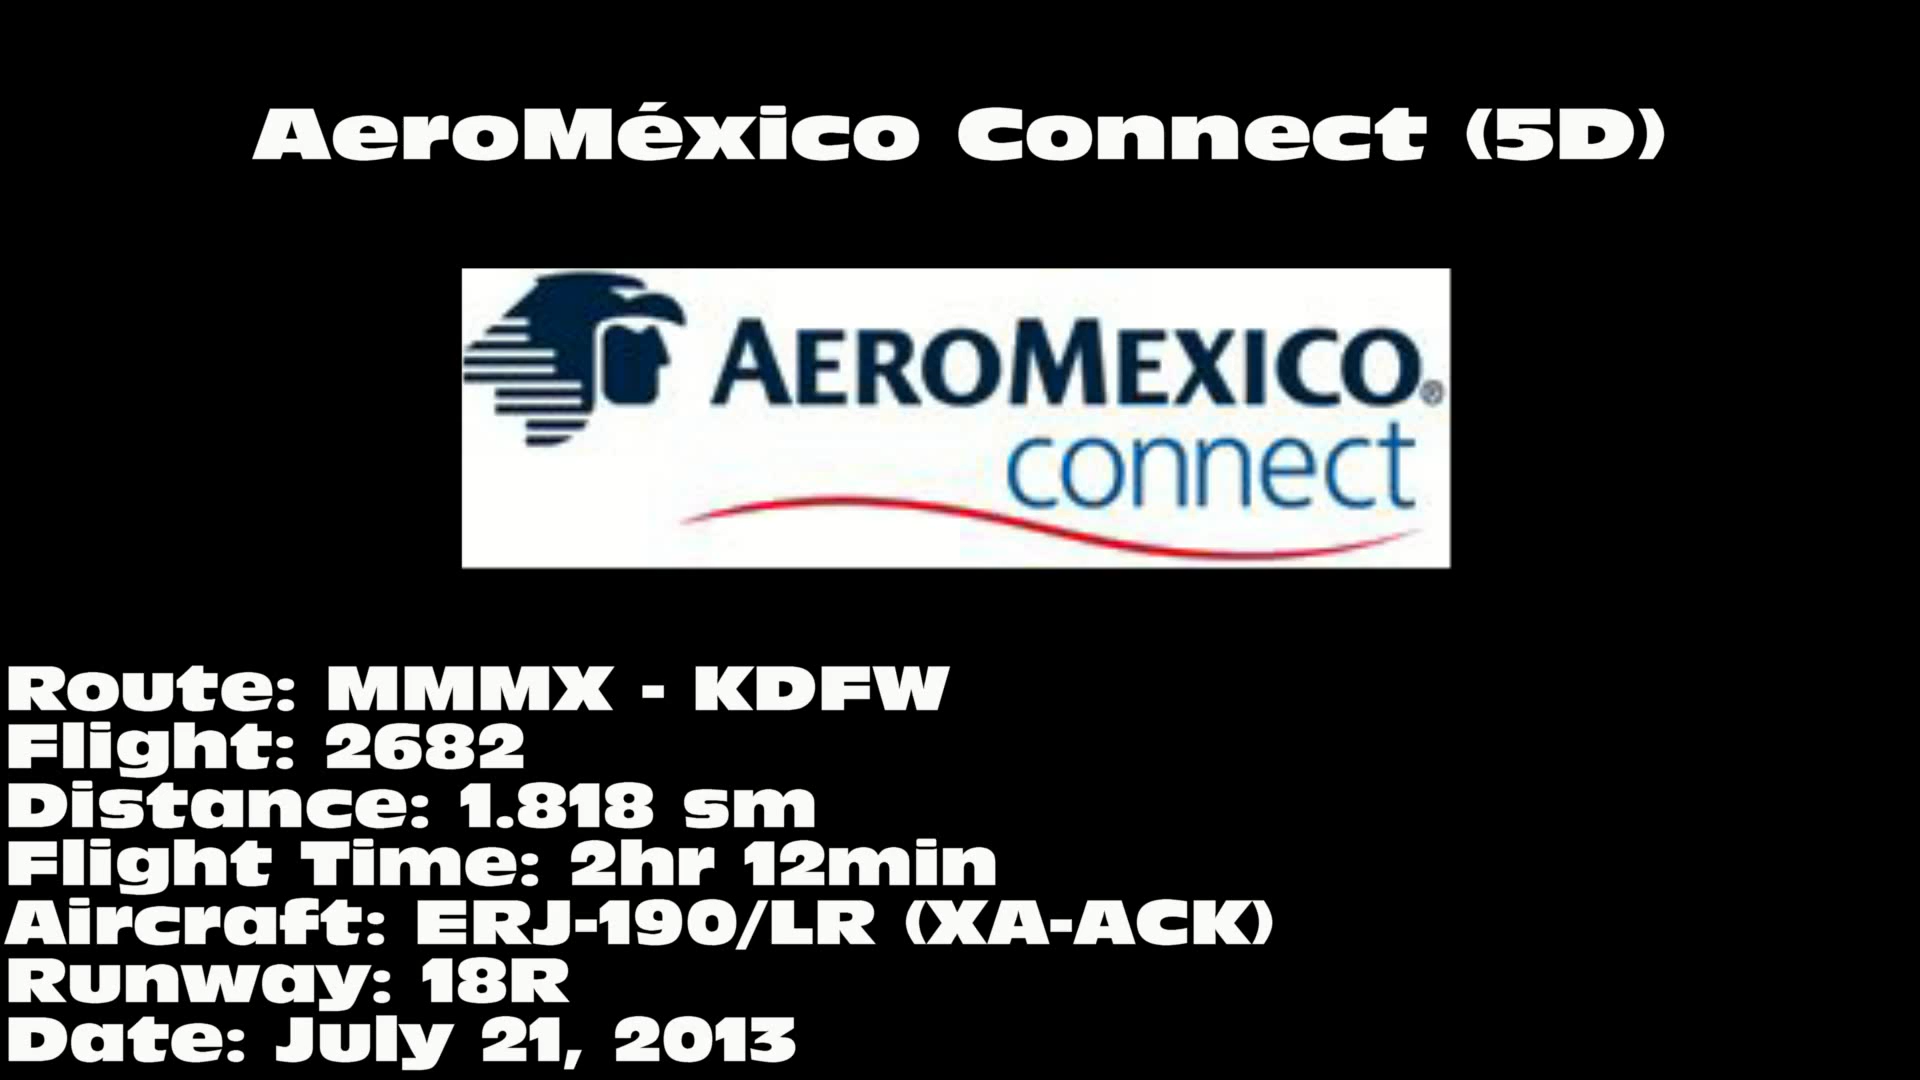 AeroMéxico Connect (5D)
AEROMEXICO®
connect
Route: MMMX - KDFW
Flight: 2682
Distance: 1.818 sm
Flight Time: 2hr 12min
Aircraft: ERJ-190/LR (XA-ACK)
Runway: 18R
Date: July 21, 2013